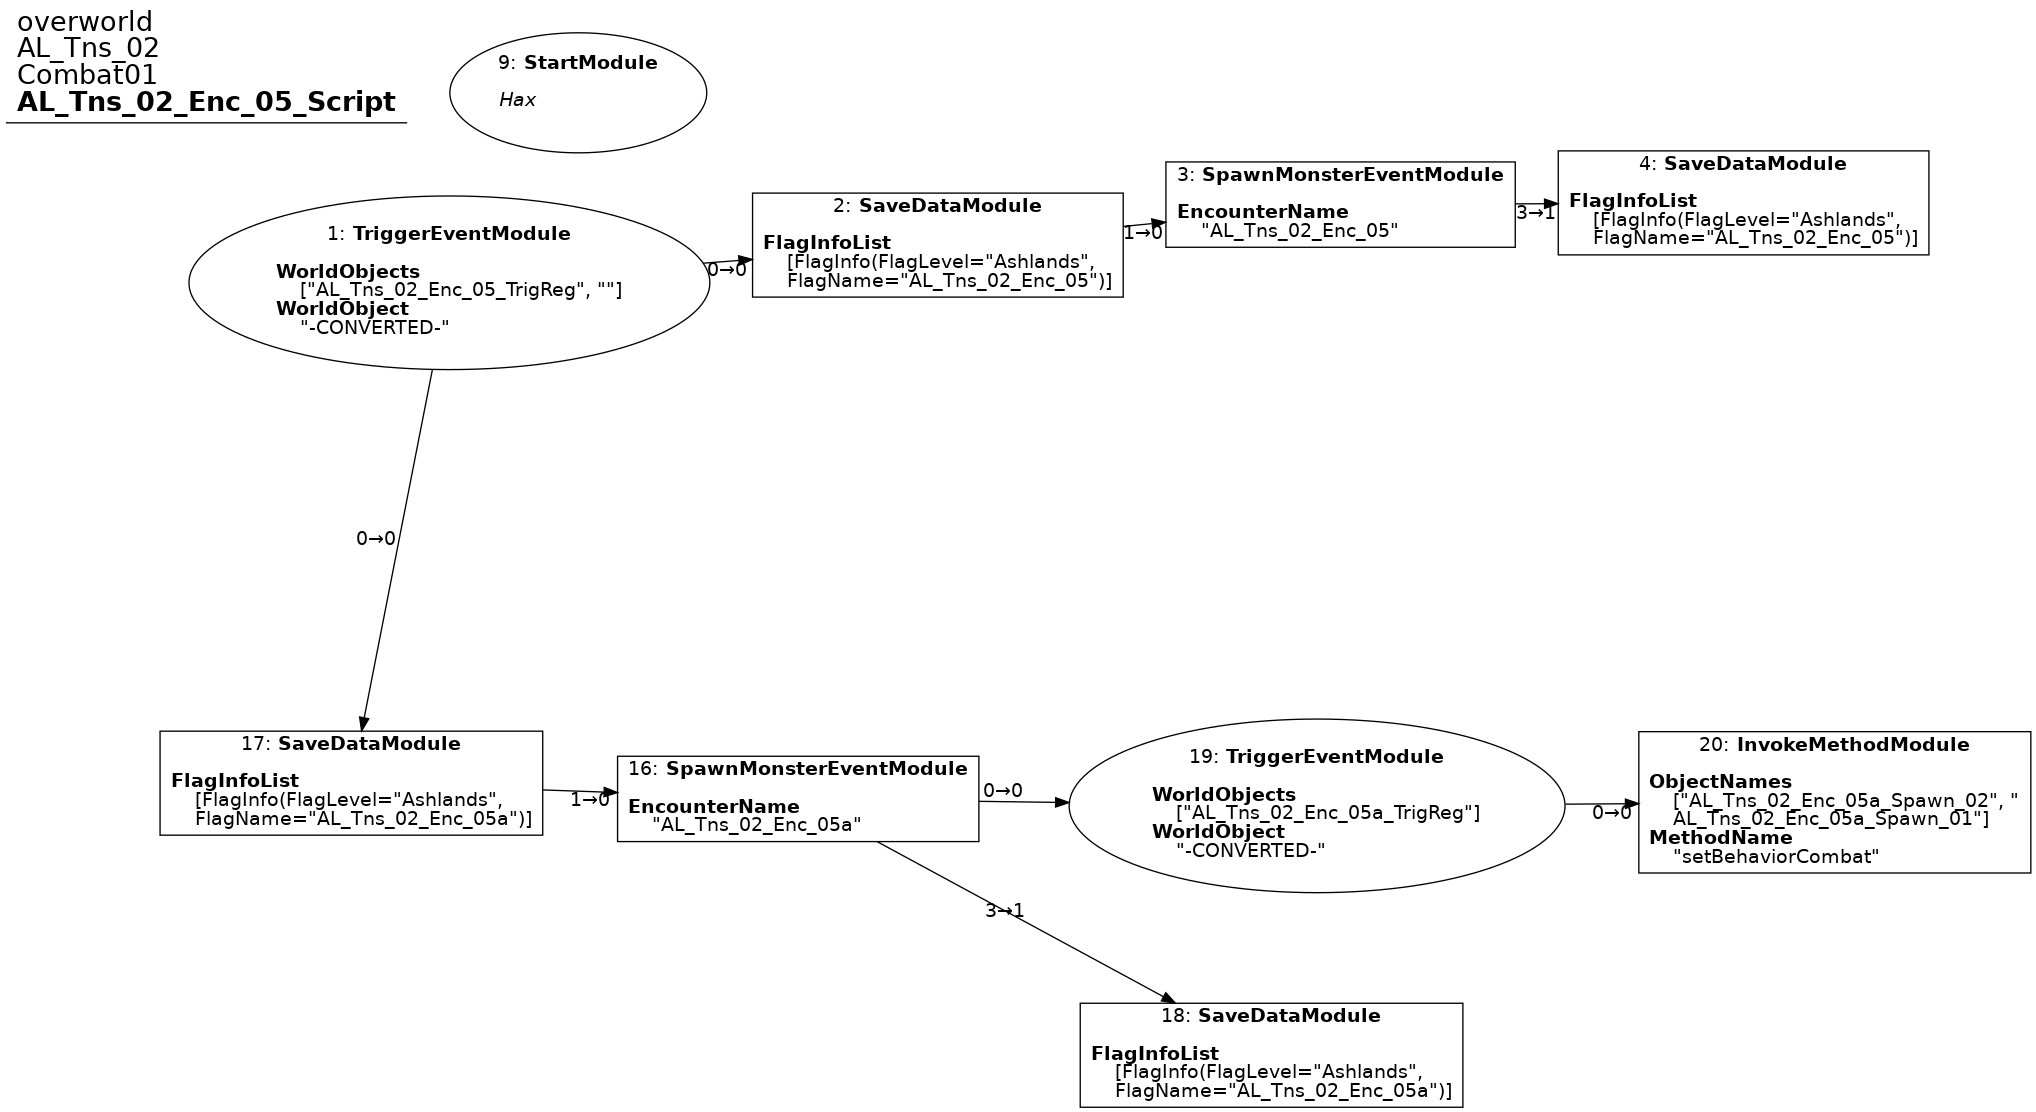 overworld
AL_Tns_02
Combat01
AL_Tns_02_Enc_05_Script
9: StartModule
Hax
1: TriggerEventModule
WorldObjects
["AL_Tns_02_Enc_05_TrigReg", ""]
WorldObject
"-CONVERTED-"
0→0
2: SaveDataModule
FlagInfoList
[FlagInfo(FlagLevel="Ashlands",
FlagName="AL_Tns_02_Enc_05")]
1→0
3: SpawnMonsterEventModule
EncounterName
"AL_Tns_02_Enc_05"
3→1
4: SaveDataModule
FlagInfoList
[FlagInfo(FlagLevel="Ashlands",
FlagName="AL_Tns_02_Enc_05")]
0→0
17: SaveDataModule
FlagInfoList
[FlagInfo(FlagLevel="Ashlands",
FlagName="AL_Tns_02_Enc_05a")]
1→0
16: SpawnMonsterEventModule
EncounterName
"AL_Tns_02_Enc_05a"
0→0
19: TriggerEventModule
WorldObjects
["AL_Tns_02_Enc_05a_TrigReg"]
WorldObject
"-CONVERTED-"
0→0
20: InvokeMethodModule
ObjectNames
["AL_Tns_02_Enc_05a_Spawn_02", "
AL_Tns_02_Enc_05a_Spawn_01"]
MethodName
"setBehaviorCombat"
3→1
18: SaveDataModule
FlagInfoList
[FlagInfo(FlagLevel="Ashlands",
FlagName="AL_Tns_02_Enc_05a")]